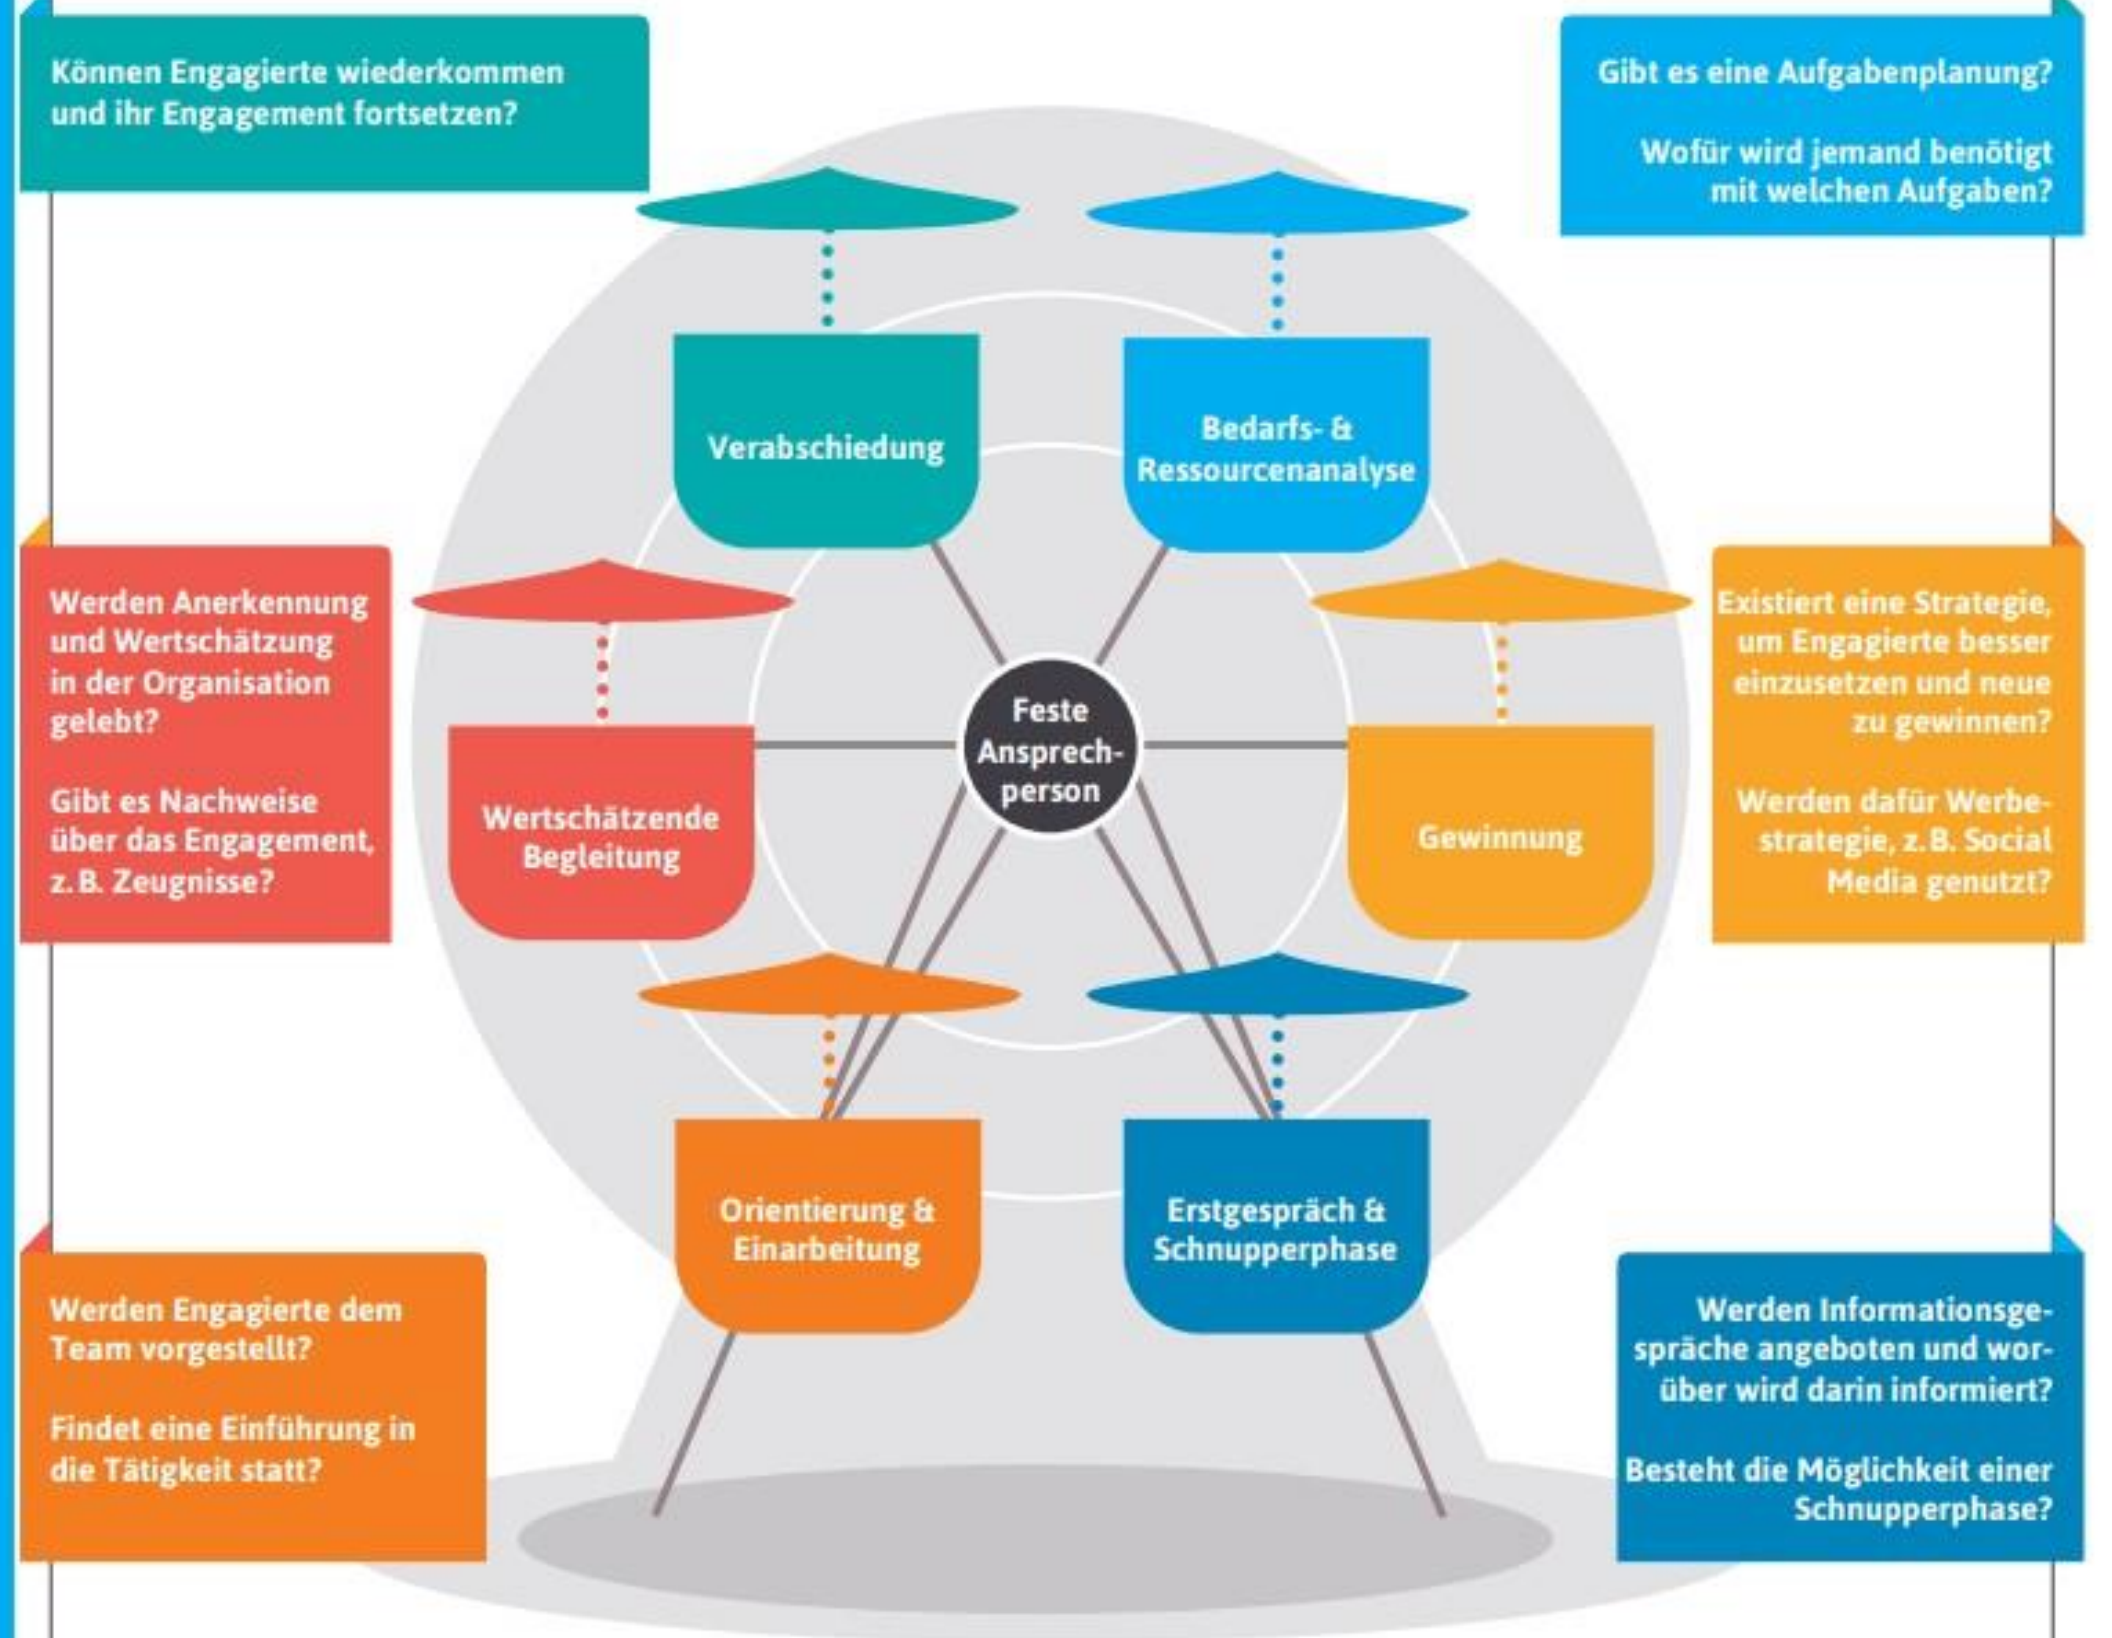 Können Engagierte wiederkommen
und ihr Engagement fortsetzen?
Gibt es eine Aufgabenplanung?
Wofür wird jemand benötigt
mit welchen Aufgaben?
Verabschiedung
Bedarfs- &
Ressourcenanalyse
Werden Anerkennung
und Wertschätzung
in der Organisation
gelebt?
Gibt es Nachweise
über das Engagement,
z. B. Zeugnisse?
Wertschätzende
Begleitung
Feste
Ansprech-
person
Gewinnung
Existiert eine Strategie,
um Engagierte besser
einzusetzen und neue
zu gewinnen?
Werden dafür Werbe-
strategie, z. B. Social
Media genutzt?
Orientierung &
Einarbeitung
Erstgespräch &
Schnupperphase
Werden Engagierte dem
Team vorgestellt?
Findet eine Einführung in
die Tätigkeit statt?
Werden Informationsge-
spräche angeboten und wor-
über wird darin informiert?
Besteht die Möglichkeit einer
Schnupperphase?